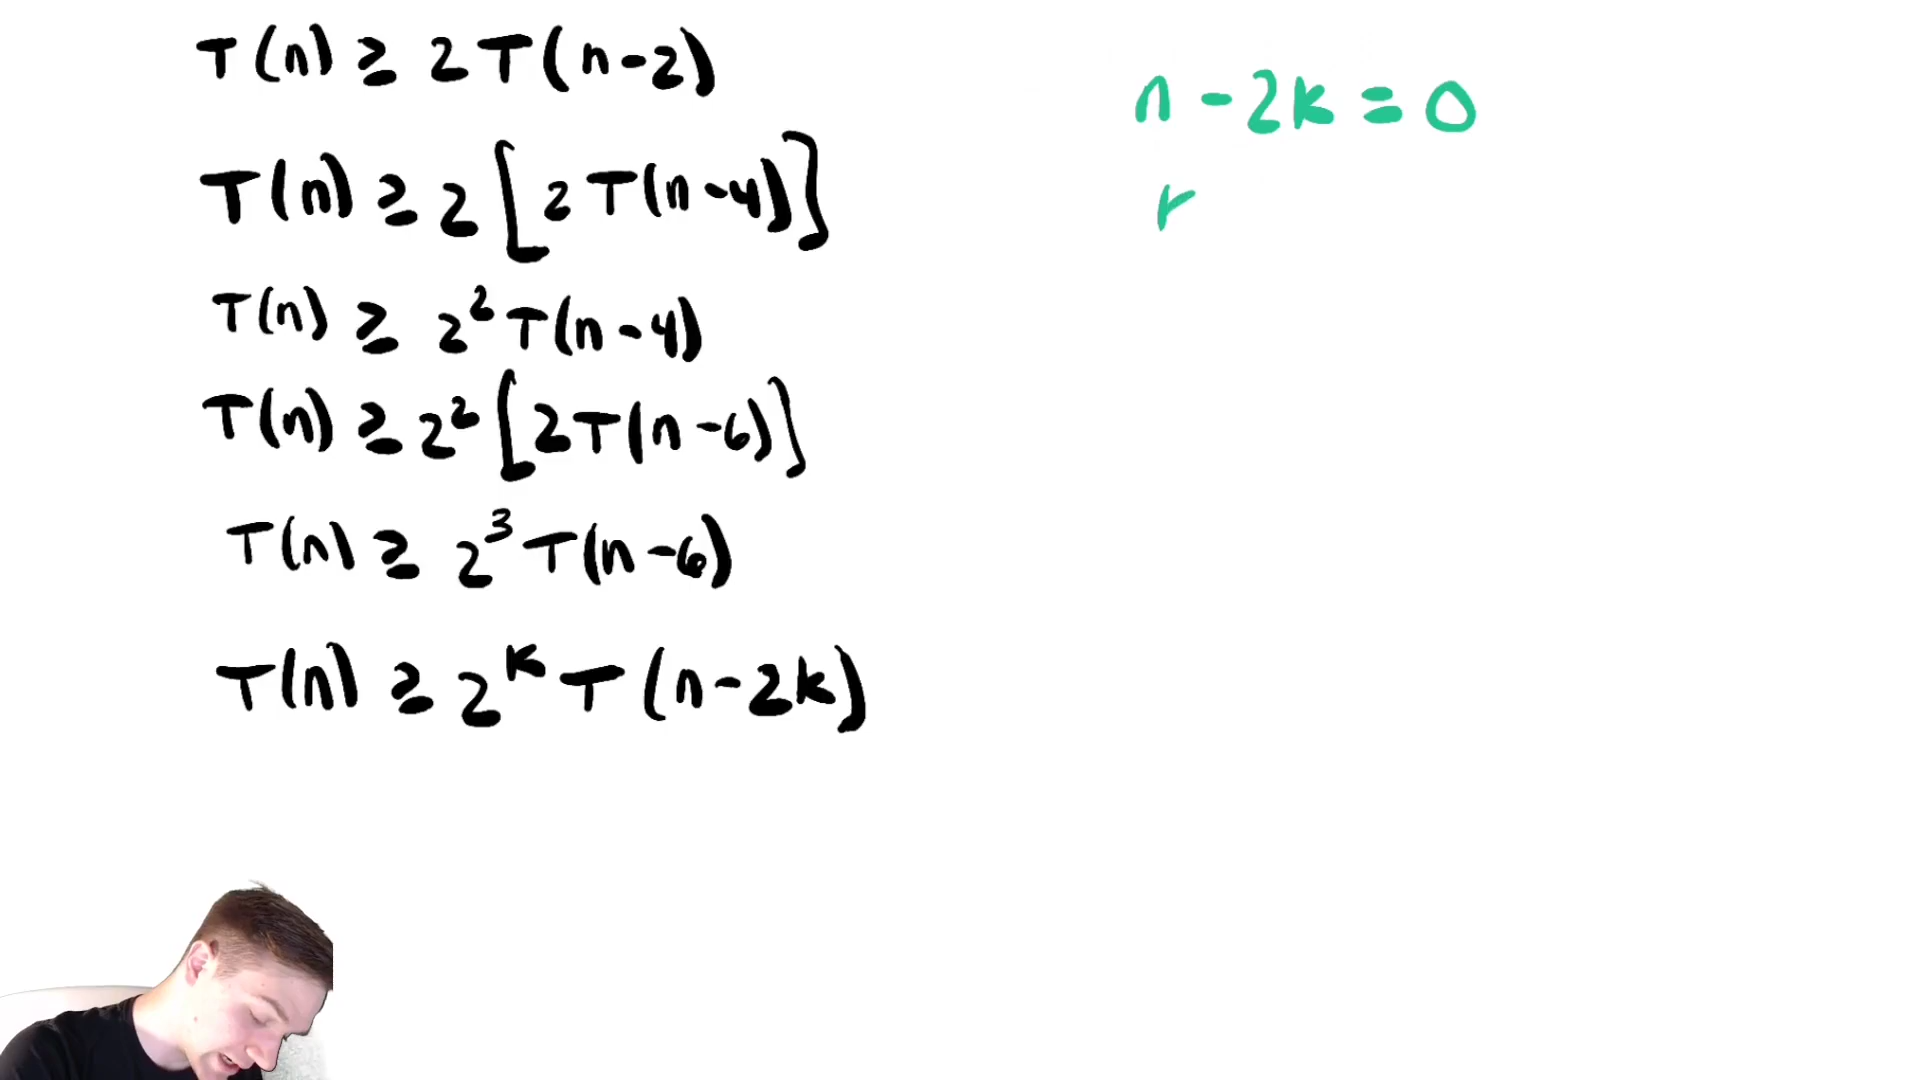 T(n) ≥ 2T(n-2)
T(n) ≥ 2[2T(n-4)]
T(n) ≥ 2²T(n-4)
T(n) ≥ 2²[2T(n-6)]
T(n) ≥ 2³T(n-6)
T(n) ≥ 2ᵏT(n-2k)
n-2k=0